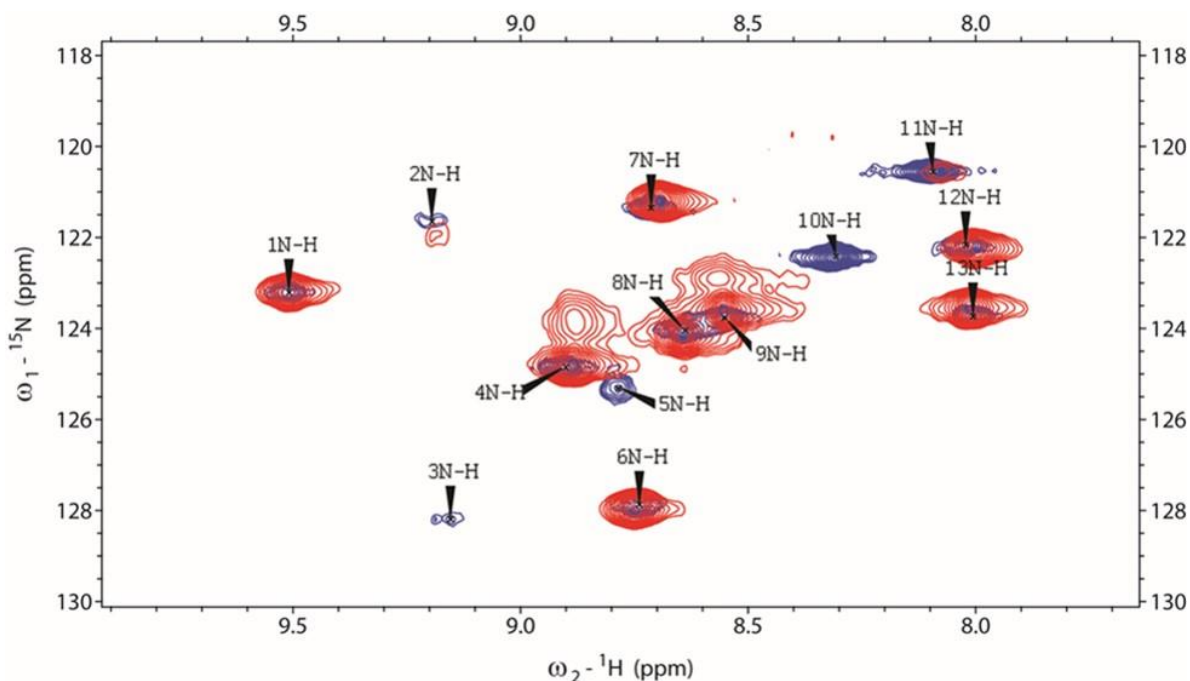 9.5 9.0 8.5 8.0
118 118
120 120
11N-H
7N-H
2N-H
12N-H
10N-H
122 122
1N-H
13N-H
8N-H
124 124
9N-H
4N-H
5N-H
126 126
6N-H
3N-H
128 128
130 130
9.5 9.0 8.5 8.0
ω1 - 15N (ppm)
ω2 - 1H (ppm)